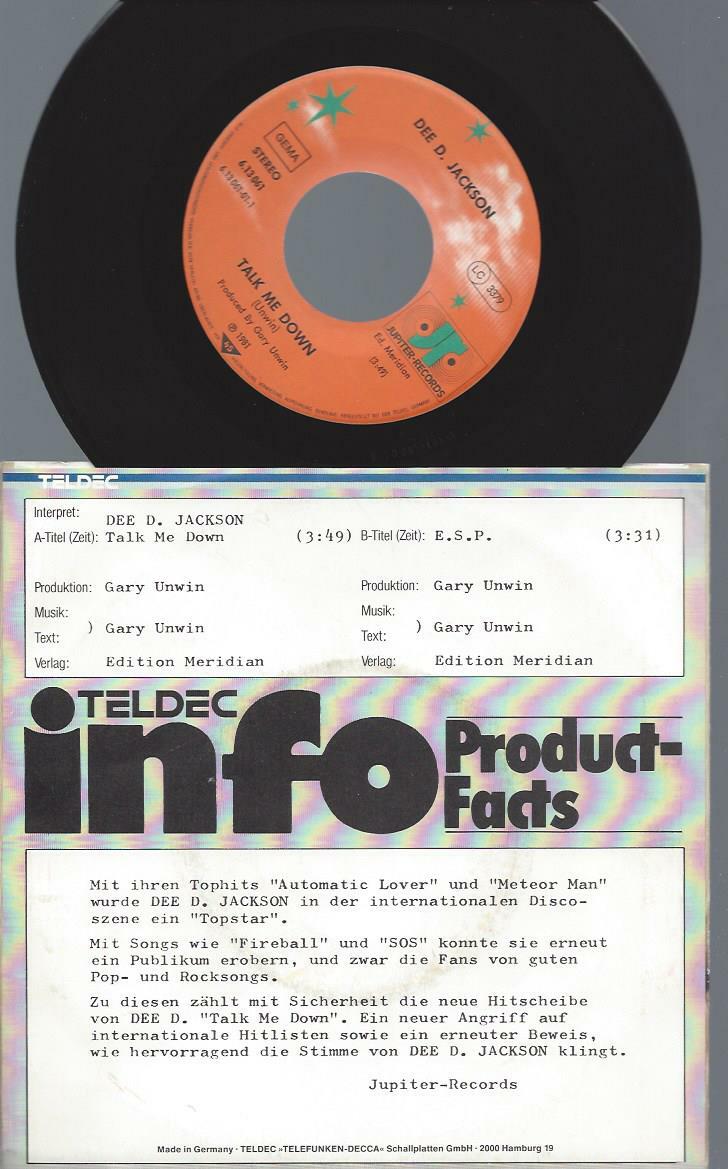 DEE D. JACKSON
GEMA
STEREO
6.13061
6.13061-01-1
LC 3379
TALK ME DOWN
(Unwin)
Produced By Gary Unwin
℗ 1981
JUPITER-RECORDS
Ed. Meridian
(3:49)
TELDEC
Interpret: DEE D. JACKSON
A-Titel (Zeit): Talk Me Down (3:49) B-Titel (Zeit): E.S.P. (3:31)
Produktion: Gary Unwin Produktion: Gary Unwin
Musik: Musik:
) Gary Unwin ) Gary Unwin
Text: Text:
Verlag: Edition Meridian Verlag: Edition Meridian
TELDEC
info Product-
Facts
Mit ihren Tophits "Automatic Lover" und "Meteor Man"
wurde DEE D. JACKSON in der internationalen Disco-
szene ein "Topstar".
Mit Songs wie "Fireball" und "SOS" konnte sie erneut
ein Publikum erobern, und zwar die Fans von guten
Pop- und Rocksongs.
Zu diesen zählt mit Sicherheit die neue Hitscheibe
von DEE D. "Talk Me Down". Ein neuer Angriff auf
internationale Hitlisten sowie ein erneuter Beweis,
wie hervorragend die Stimme von DEE D. JACKSON klingt.
Jupiter-Records
Made in Germany · TELDEC »TELEFUNKEN-DECCA« Schallplatten GmbH · 2000 Hamburg 19